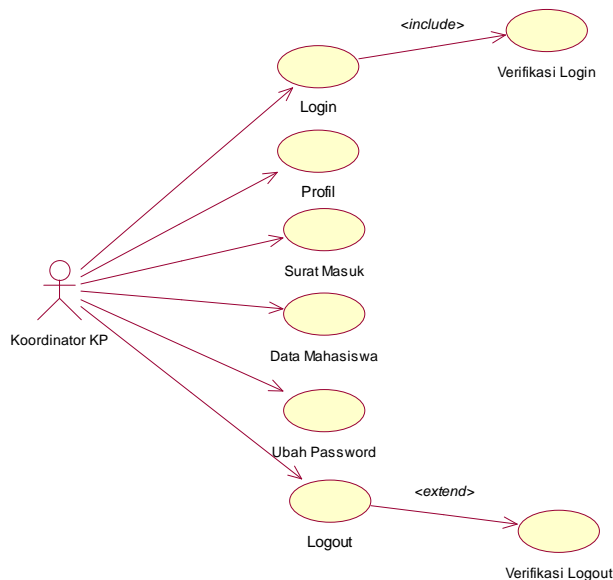 <include>
Verifikasi Login
Login
Profil
Surat Masuk
Koordinator KP
Data Mahasiswa
Ubah Password
<extend>
Logout
Verifikasi Logout